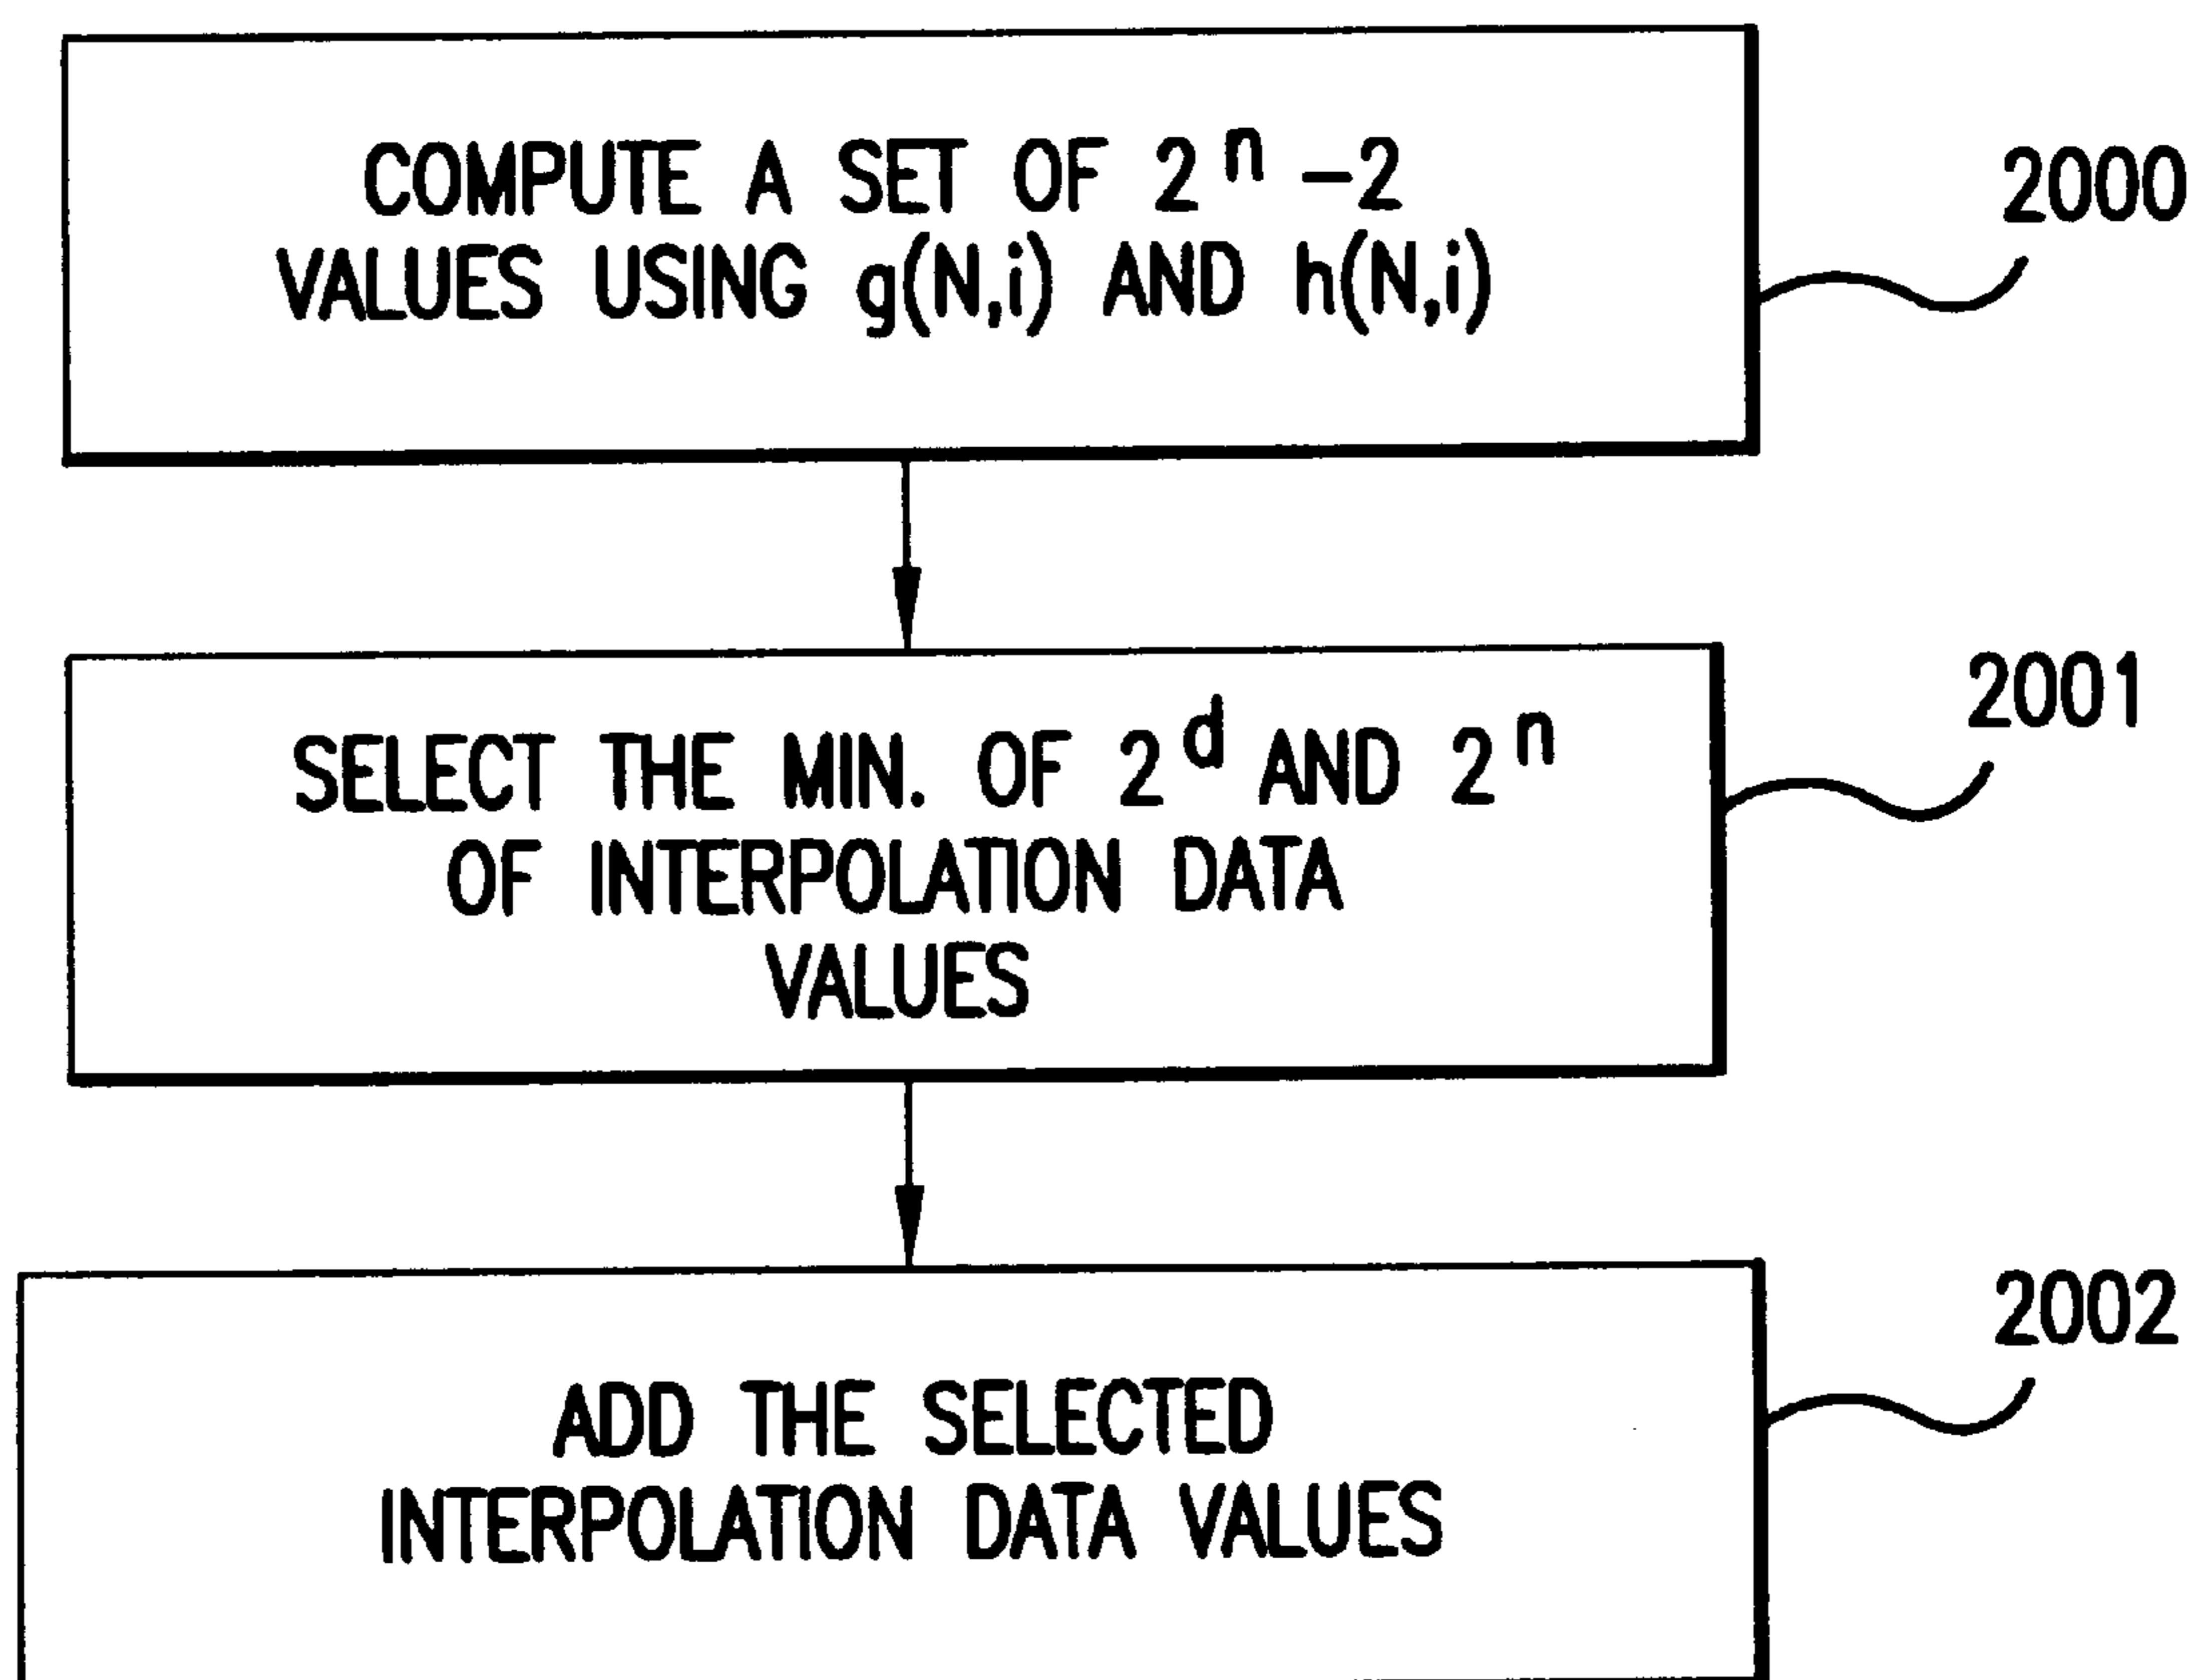 COMPUTE A SET OF 2ⁿ -2
VALUES USING g(N,i) AND h(N,i)
2000
SELECT THE MIN. OF 2ᵈ AND 2ⁿ
OF INTERPOLATION DATA
VALUES
2001
ADD THE SELECTED
INTERPOLATION DATA VALUES
2002